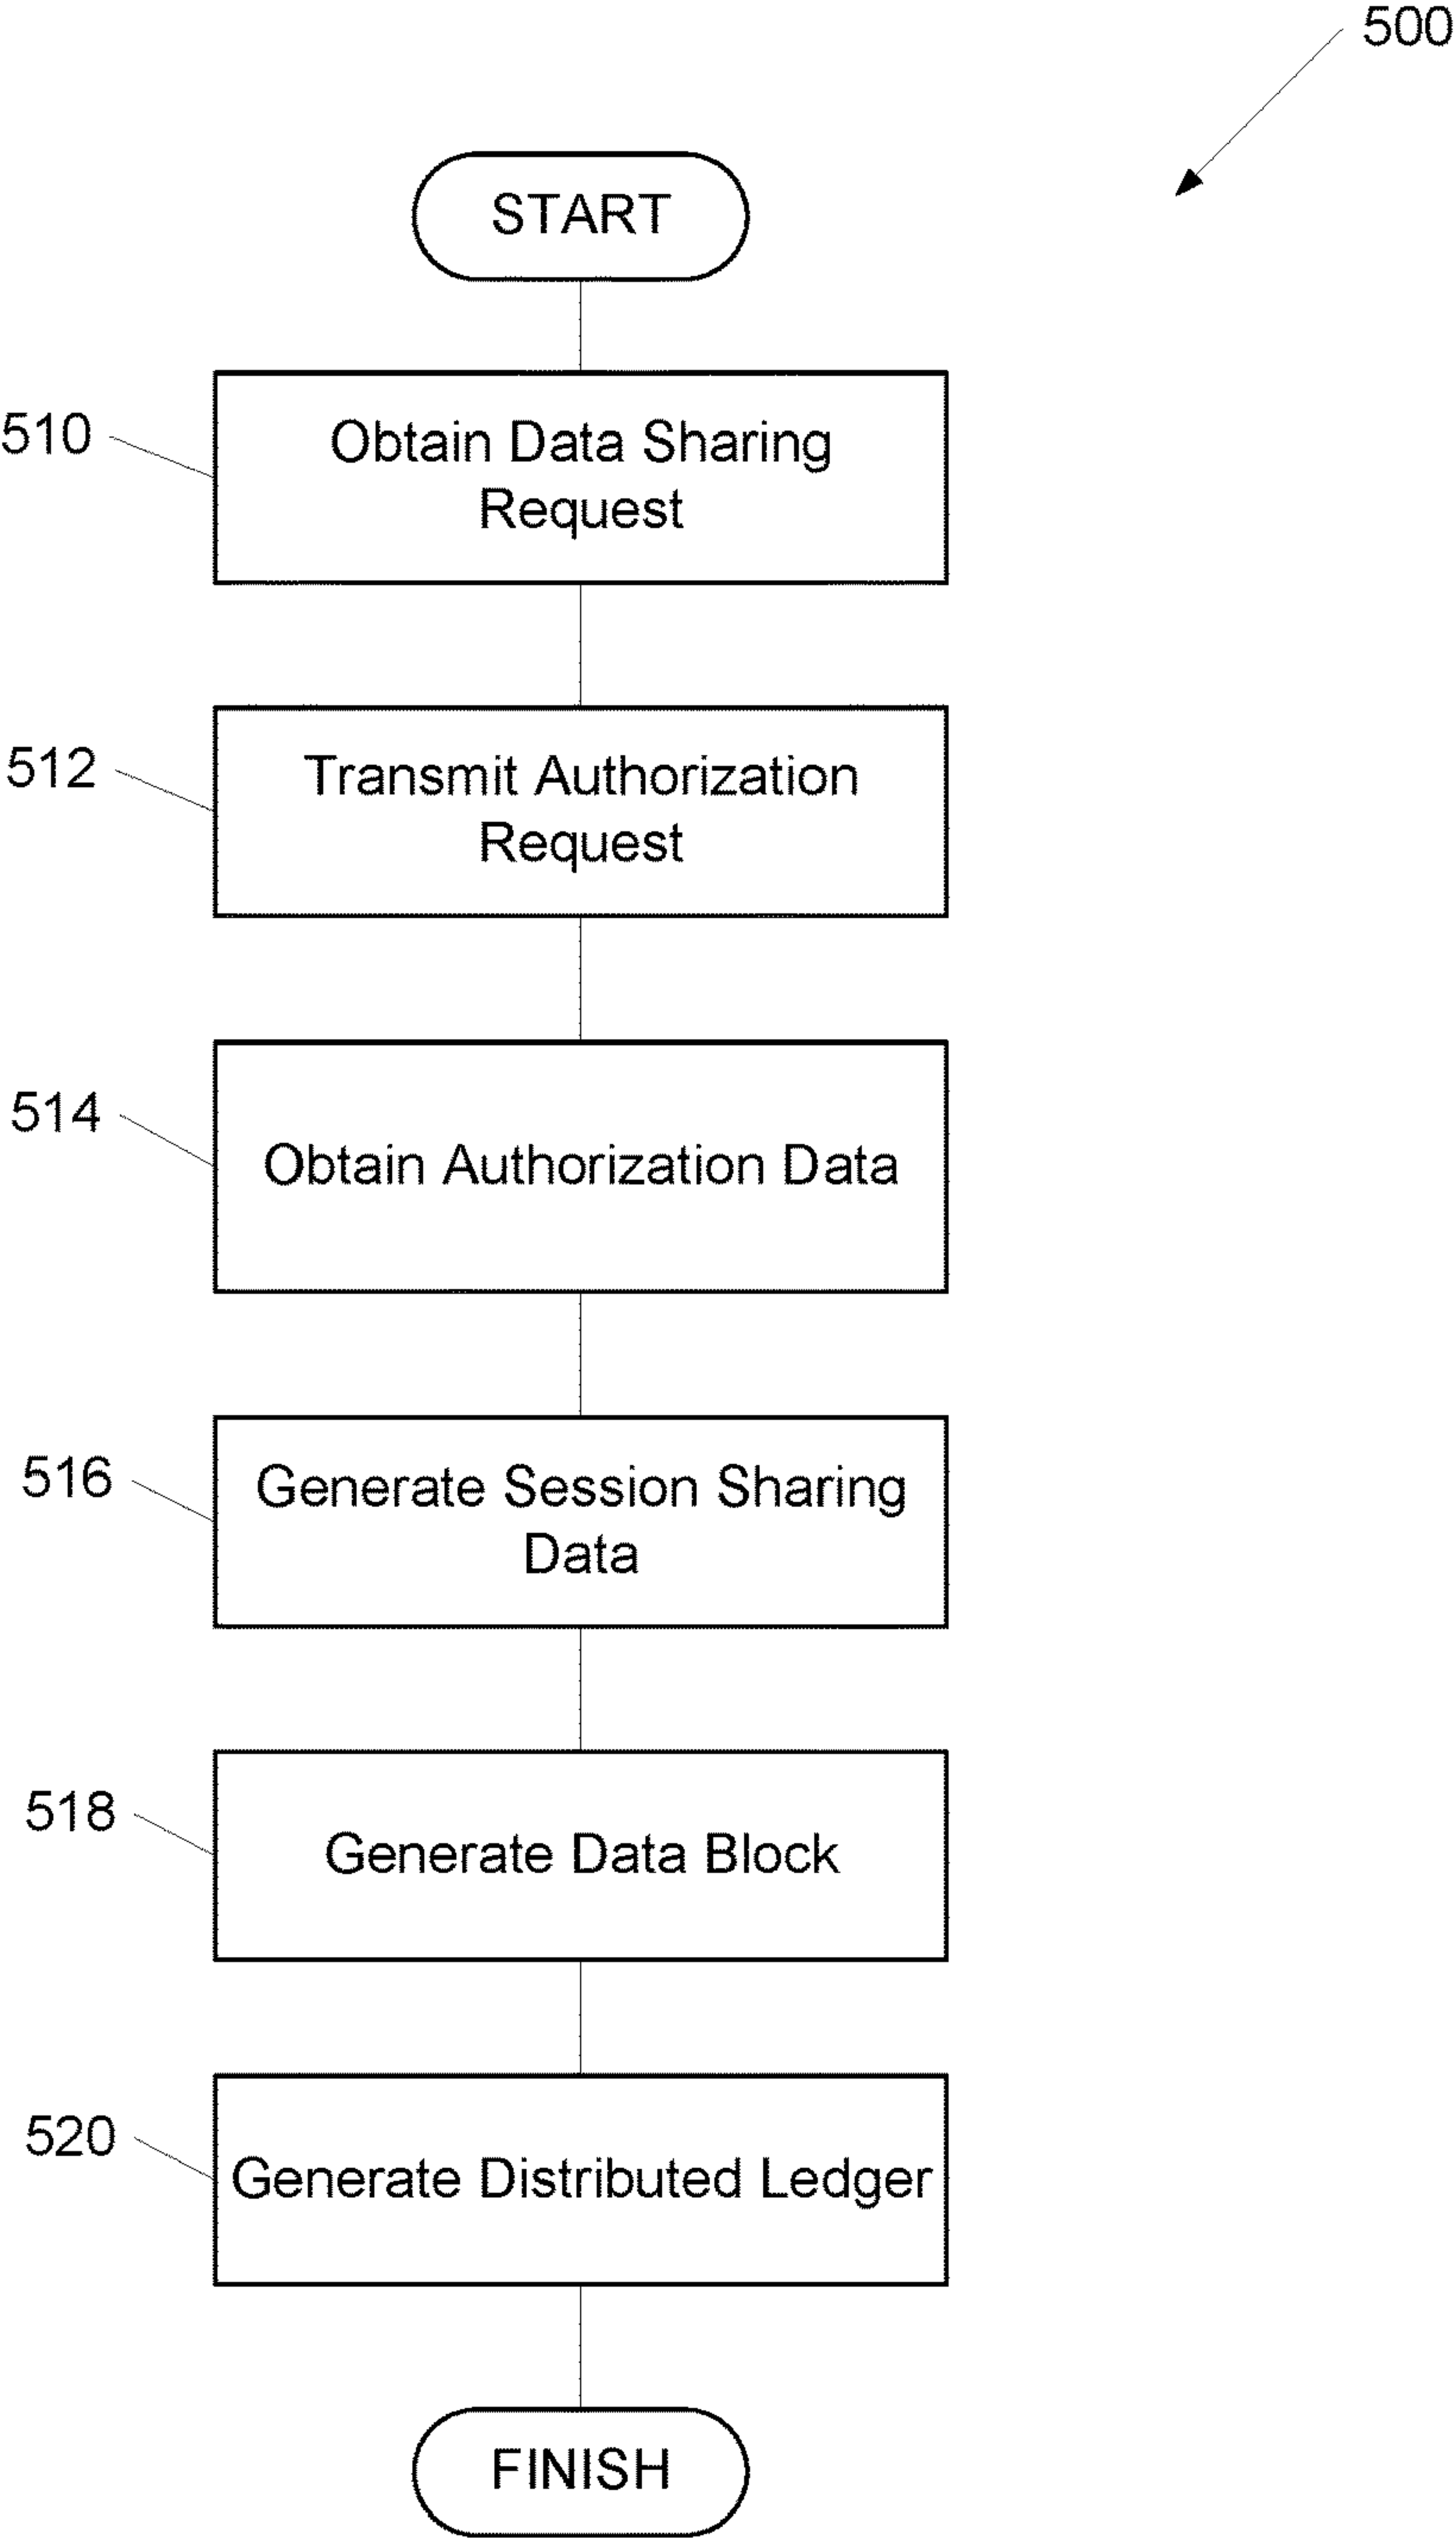 500
START
510
Obtain Data Sharing
Request
512
Transmit Authorization
Request
514
Obtain Authorization Data
516
Generate Session Sharing
Data
518
Generate Data Block
520
Generate Distributed Ledger
FINISH